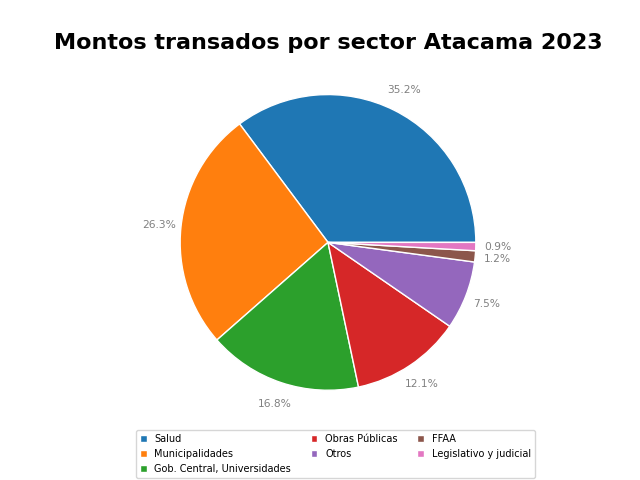 Montos transados por sector Atacama 2023
35.2%
26.3%
0.9%
1.2%
7.5%
12.1%
16.8%
Salud
Municipalidades
Gob. Central, Universidades
Obras Públicas
Otros
FFAA
Legislativo y judicial